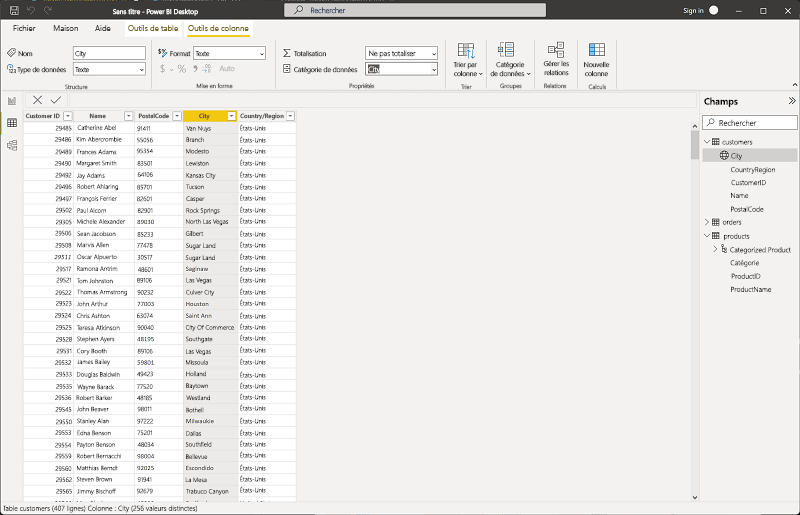 Sans titre - Power BI Desktop
Rechercher
Sign in
Fichier Maison Aide Outils de table Outils de colonne
Nom City
Type de données Texte
Structure
Format Texte
$ % Auto
Mise en forme
Totalisation Ne pas totaliser
Catégorie de données City
Propriétés
Trier par colonne
Trier
Catégorie de données
Groupes
Gérer les relations
Relations
Nouvelle colonne
Calculs
Customer ID Name PostalCode City Country/Region
29485 Catherine Abel 91411 Van Nuys États-Unis
29486 Kim Abercrombie 55056 Branch États-Unis
29489 Frances Adams 95354 Modesto États-Unis
29490 Margaret Smith 83501 Lewiston États-Unis
29492 Jay Adams 64106 Kansas City États-Unis
29496 Robert Ahlaring 85701 Tucson États-Unis
29497 François Ferrier 82601 Casper États-Unis
29502 Paul Alcorn 82901 Rock Springs États-Unis
29505 Michele Alexander 89030 North Las Vegas États-Unis
29506 Sean Jacobson 85233 Gilbert États-Unis
29508 Marvis Allen 77478 Sugar Land États-Unis
29511 Oscar Alpuerto 30517 Sugar Land États-Unis
29517 Ramona Antrim 48601 Saginaw États-Unis
29521 Tom Johnston 89106 Las Vegas États-Unis
29522 Thomas Armstrong 90232 Culver City États-Unis
29523 John Arthur 77003 Houston États-Unis
29524 Chris Ashton 63074 Saint Ann États-Unis
29525 Teresa Atkinson 90040 City Of Commerce États-Unis
29528 Stephen Ayers 48195 Southgate États-Unis
29531 Cory Booth 89106 Las Vegas États-Unis
29532 James Bailey 59801 Missoula États-Unis
29533 Douglas Baldwin 49423 Holland États-Unis
29535 Wayne Barack 77520 Baytown États-Unis
29536 Robert Barker 48185 Westland États-Unis
29545 John Beaver 98011 Bothell États-Unis
29550 Stanley Alan 97222 Milwaukie États-Unis
29553 Edna Benson 75201 Dallas États-Unis
29554 Payton Benson 48034 Southfield États-Unis
29559 Robert Bernacchi 98004 Bellevue États-Unis
29560 Matthias Berndt 92025 Escondido États-Unis
29562 Steven Brown 91941 La Mesa États-Unis
29565 Jimmy Bischoff 92679 Trabuco Canyon États-Unis
Champs
Rechercher
customers
City
CountryRegion
CustomerID
Name
PostalCode
orders
products
Categorized Product
Catégorie
ProductID
ProductName
Table customers (407 lignes) Colonne : City (256 valeurs distinctes)